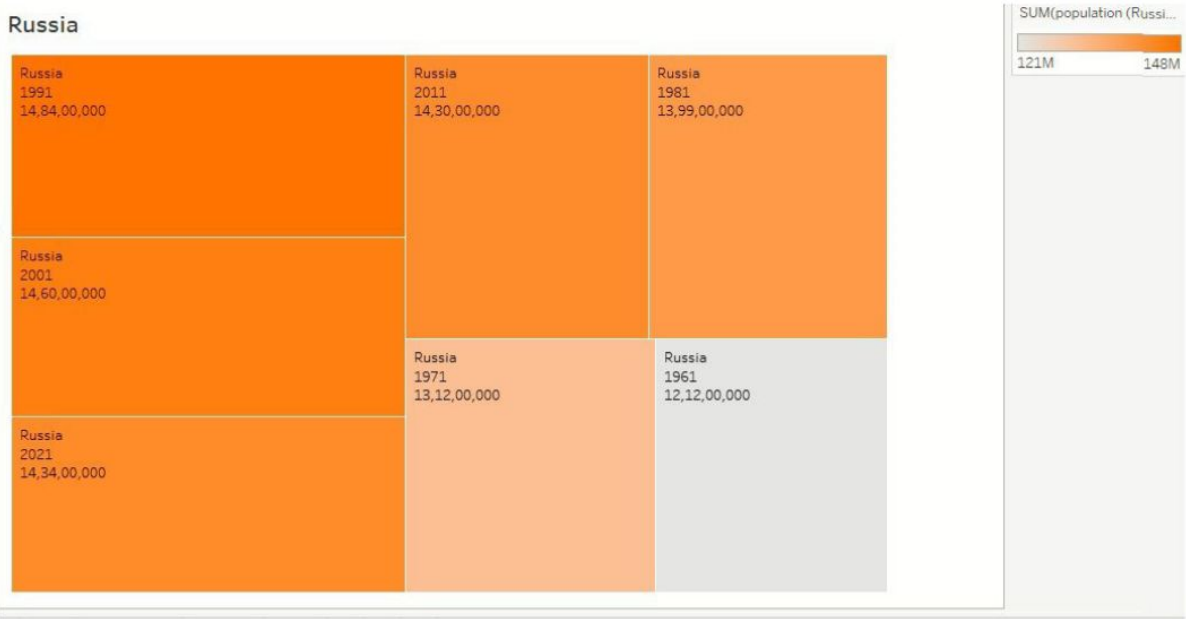 Russia
Russia
1991
14,84,00,000
Russia
2001
14,60,00,000
Russia
2021
14,34,00,000
Russia
2011
14,30,00,000
Russia
1981
13,99,00,000
Russia
1971
13,12,00,000
Russia
1961
12,12,00,000
SUM(population (Russi...
121M 148M